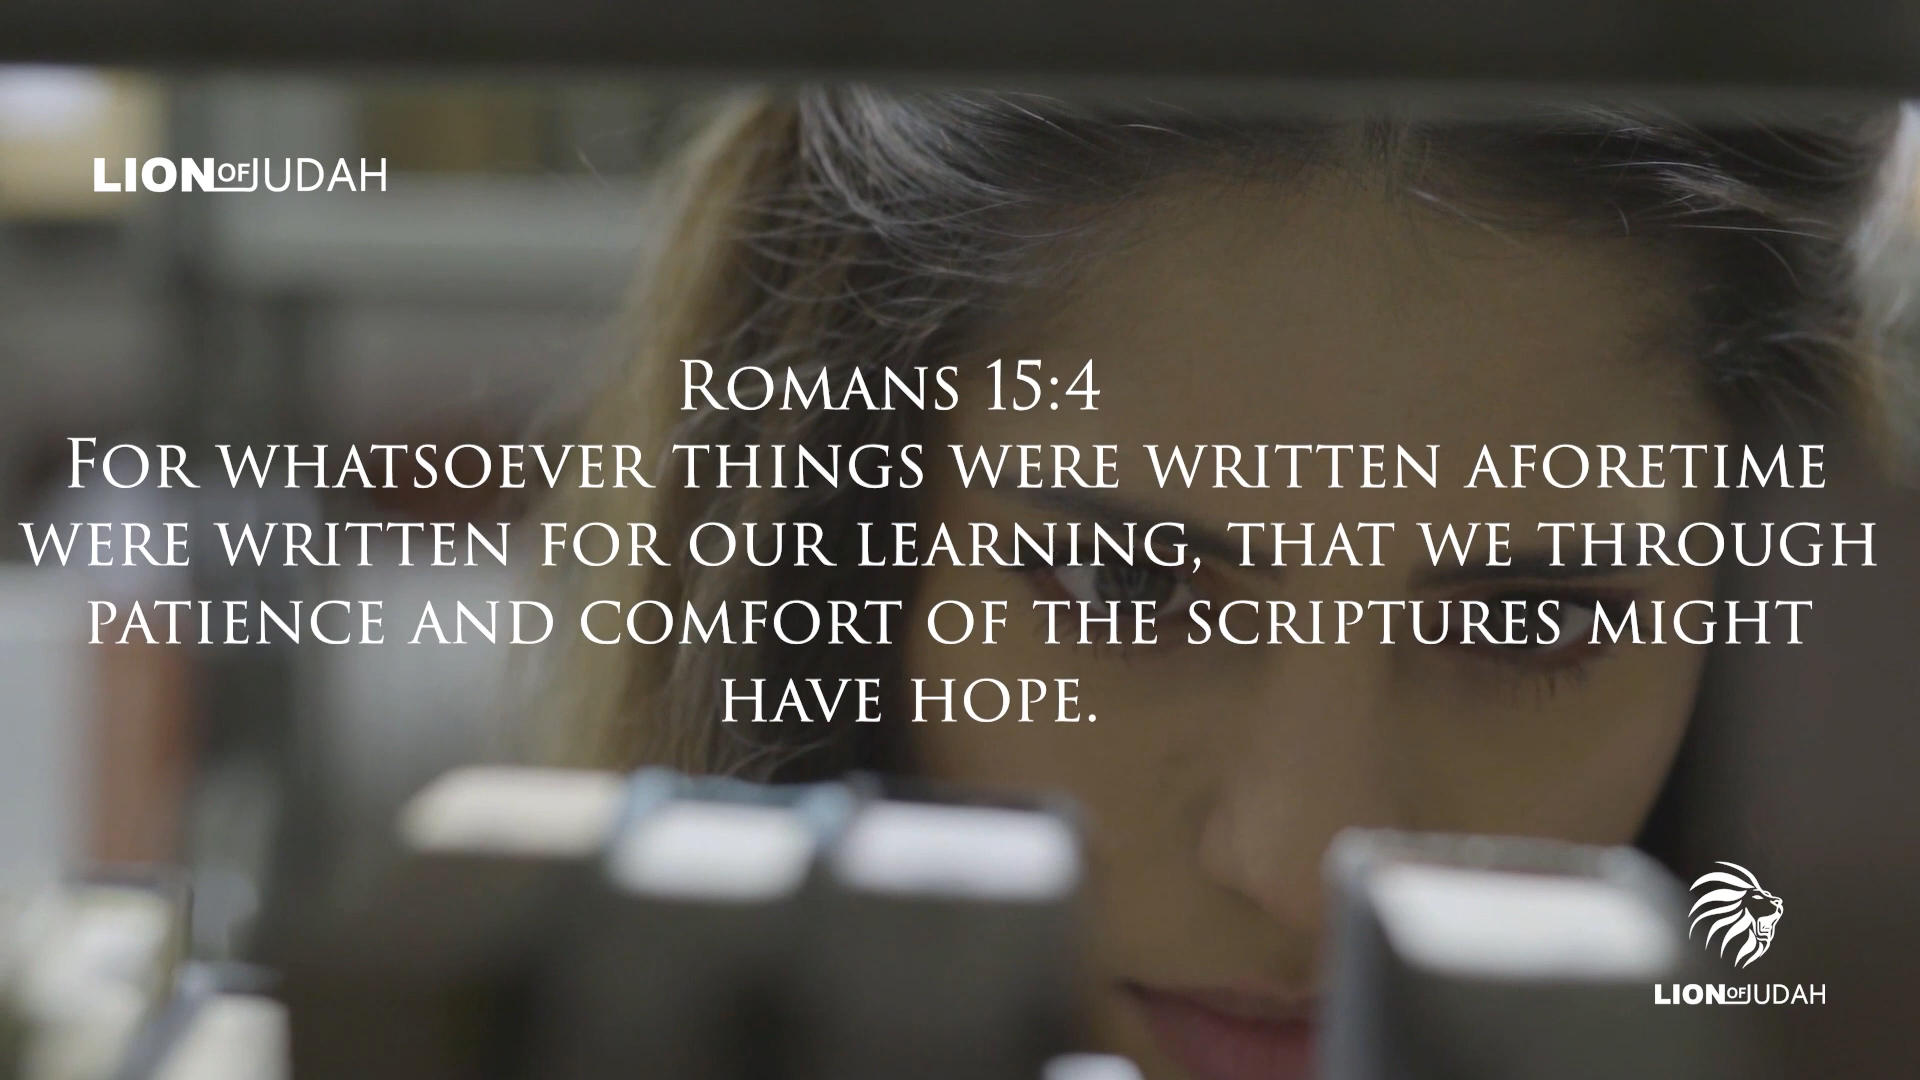 LION OF JUDAH
ROMANS 15:4
FOR WHATSOEVER THINGS WERE WRITTEN AFORETIME
WERE WRITTEN FOR OUR LEARNING, THAT WE THROUGH
PATIENCE AND COMFORT OF THE SCRIPTURES MIGHT
HAVE HOPE.
LION OF JUDAH